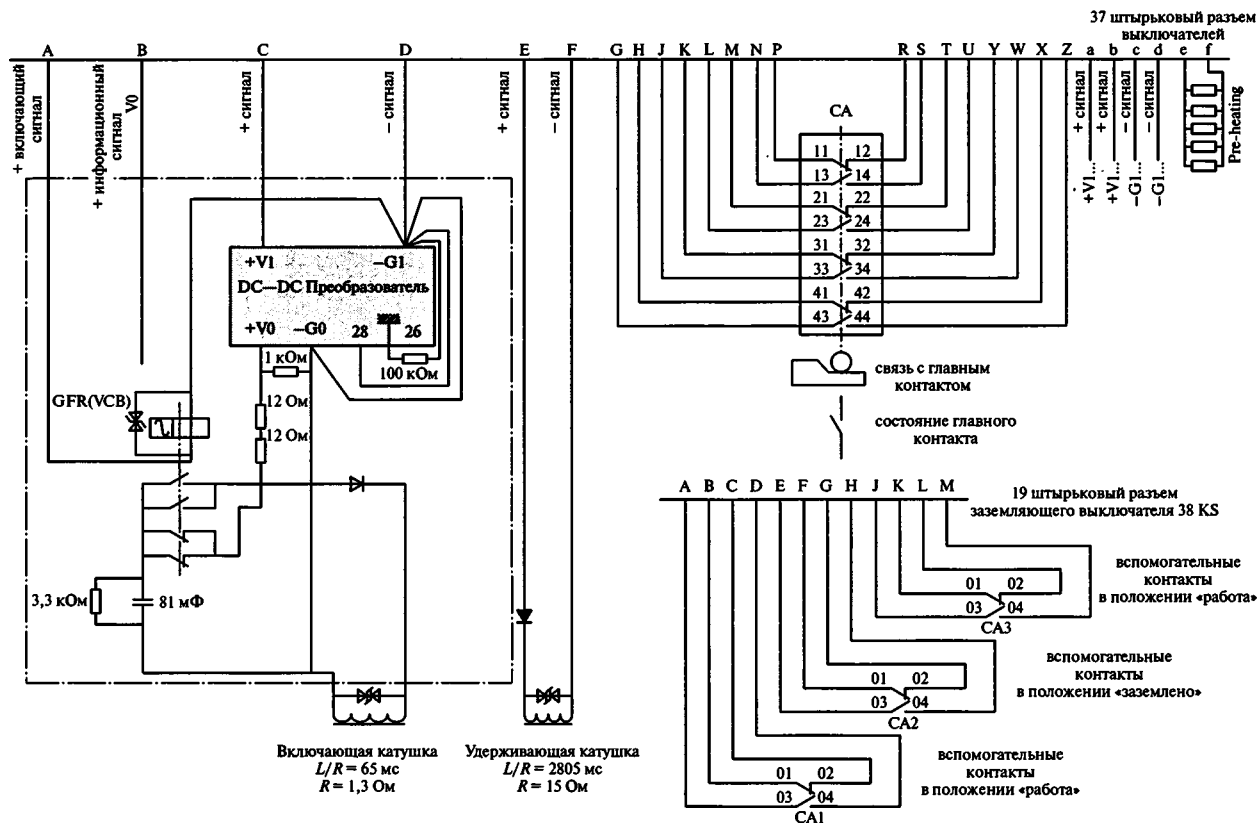 37 штырьковый разъем
выключателей
A B C D E F G H J K L M N P R S T U Y W X Z a b c d e f
+ включающий
сигнал
+ информационный
сигнал
V0
+ сигнал
− сигнал
+ сигнал
− сигнал
+ сигнал
+ сигнал
− сигнал
− сигнал
+V1...
+V1...
−G1...
−G1...
Pre-heating
CA
11 12
13 14
21 22
23 24
31 32
33 34
41 42
43 44
связь с главным
контактом
состояние главного
контакта
+V1 −G1
DC—DC Преобразователь
+V0 −G0 28 26
1 кОм
100 кОм
GFR(VCB)
12 Ом
12 Ом
3,3 кОм
81 мФ
Включающая катушка
L/R = 65 мс
R = 1,3 Ом
Удерживающая катушка
L/R = 2805 мс
R = 15 Ом
A B C D E F G H J K L M
19 штырьковый разъем
заземляющего выключателя 38 KS
01 02
03 04
CA3
вспомогательные
контакты
в положении «работа»
01 02
03 04
CA2
вспомогательные
контакты
в положении «заземлено»
01 02
03 04
CA1
вспомогательные
контакты
в положении «работа»